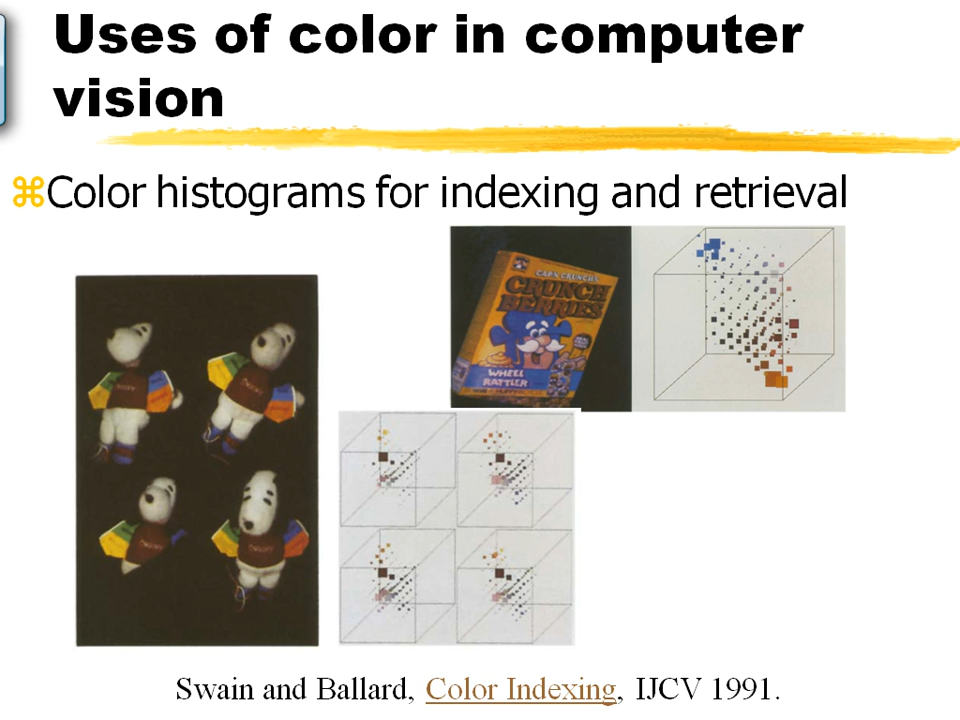 Uses of color in computer
vision
Color histograms for indexing and retrieval
CAP'N CRUNCH'S
CRUNCH
BERRIES
WHEEL
RATTLER
Swain and Ballard, Color Indexing, IJCV 1991.